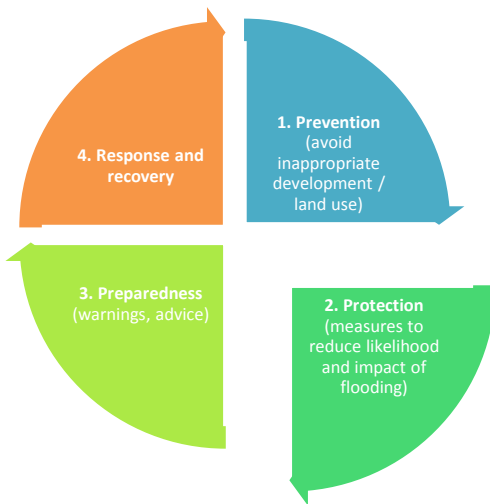 1. Prevention
(avoid
inappropriate
development /
land use)
2. Protection
(measures to
reduce likelihood
and impact of
flooding)
3. Preparedness
(warnings, advice)
4. Response and
recovery